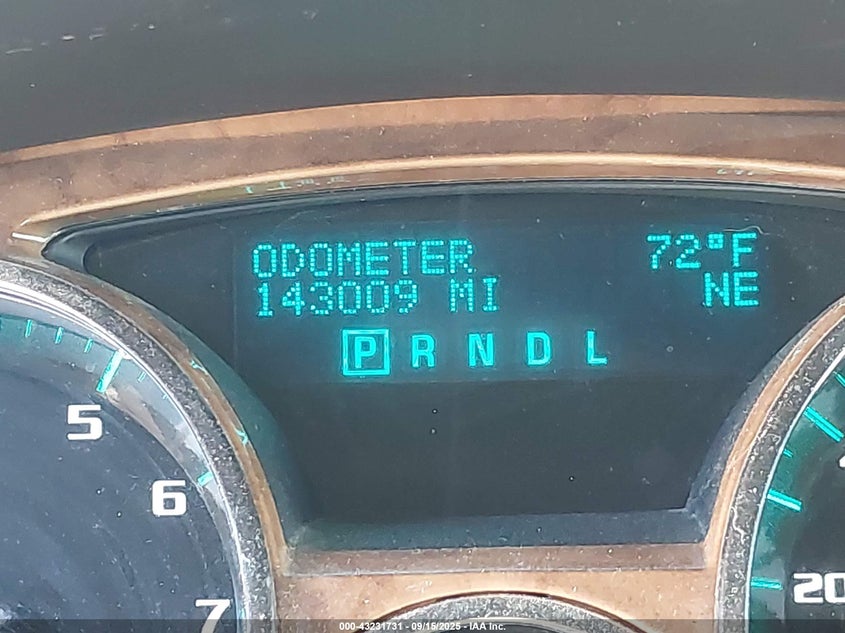 ODOMETER 72°F
143009 MI NE
P R N D L
5
6
7
20
000-43231731 - 09/15/2025 - IAA Inc.